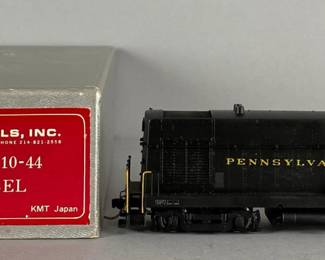 LS, INC.
PHONE 214-821-2558
10-44
EL
KMT Japan
PENNSYLVA